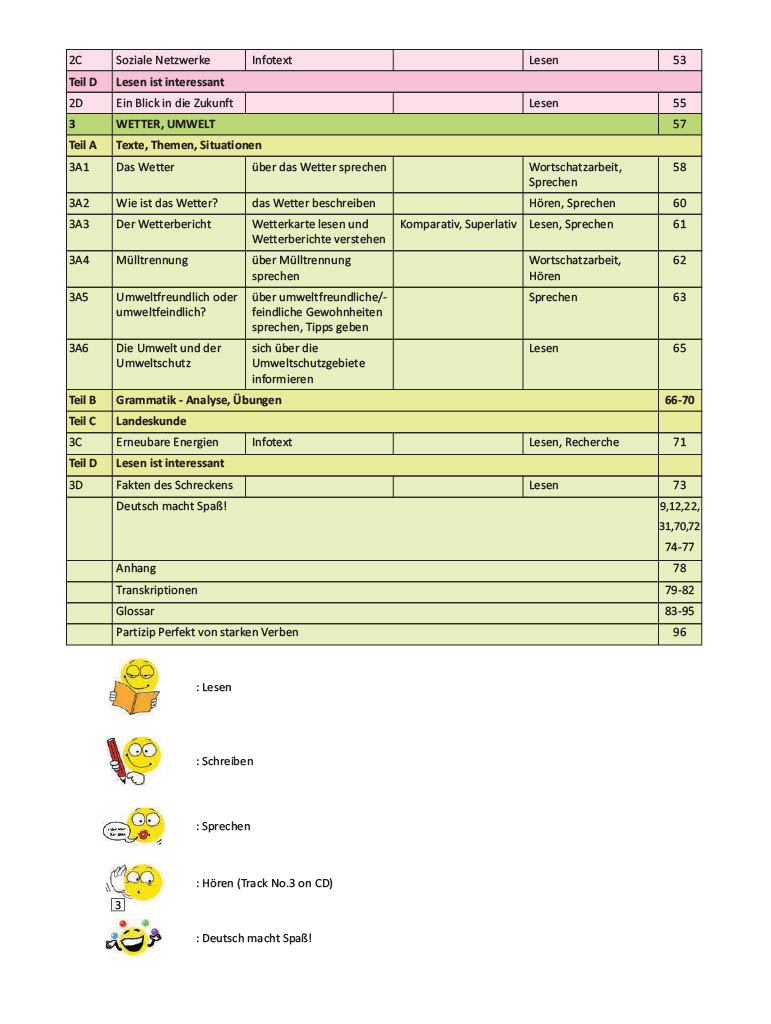 2C Soziale Netzwerke Infotext Lesen 53
Teil D Lesen ist interessant
2D Ein Blick in die Zukunft Lesen 55
3 WETTER, UMWELT 57
Teil A Texte, Themen, Situationen
3A1 Das Wetter über das Wetter sprechen Wortschatzarbeit, 58
Sprechen
3A2 Wie ist das Wetter? das Wetter beschreiben Hören, Sprechen 60
3A3 Der Wetterbericht Wetterkarte lesen und Komparativ, Superlativ Lesen, Sprechen 61
Wetterberichte verstehen
3A4 Mülltrennung über Mülltrennung Wortschatzarbeit, 62
sprechen Hören
3A5 Umweltfreundlich oder über umweltfreundliche/- Sprechen 63
umweltfeindlich? feindliche Gewohnheiten
sprechen, Tipps geben
3A6 Die Umwelt und der sich über die Lesen 65
Umweltschutz Umweltschutzgebiete
informieren
Teil B Grammatik - Analyse, Übungen 66-70
Teil C Landeskunde
3C Erneubare Energien Infotext Lesen, Recherche 71
Teil D Lesen ist interessant
3D Fakten des Schreckens Lesen 73
Deutsch macht Spaß! 9,12,22,
31,70,72
74-77
Anhang 78
Transkriptionen 79-82
Glossar 83-95
Partizip Perfekt von starken Verben 96
: Lesen
: Schreiben
: Sprechen
: Hören (Track No.3 on CD)
3
: Deutsch macht Spaß!